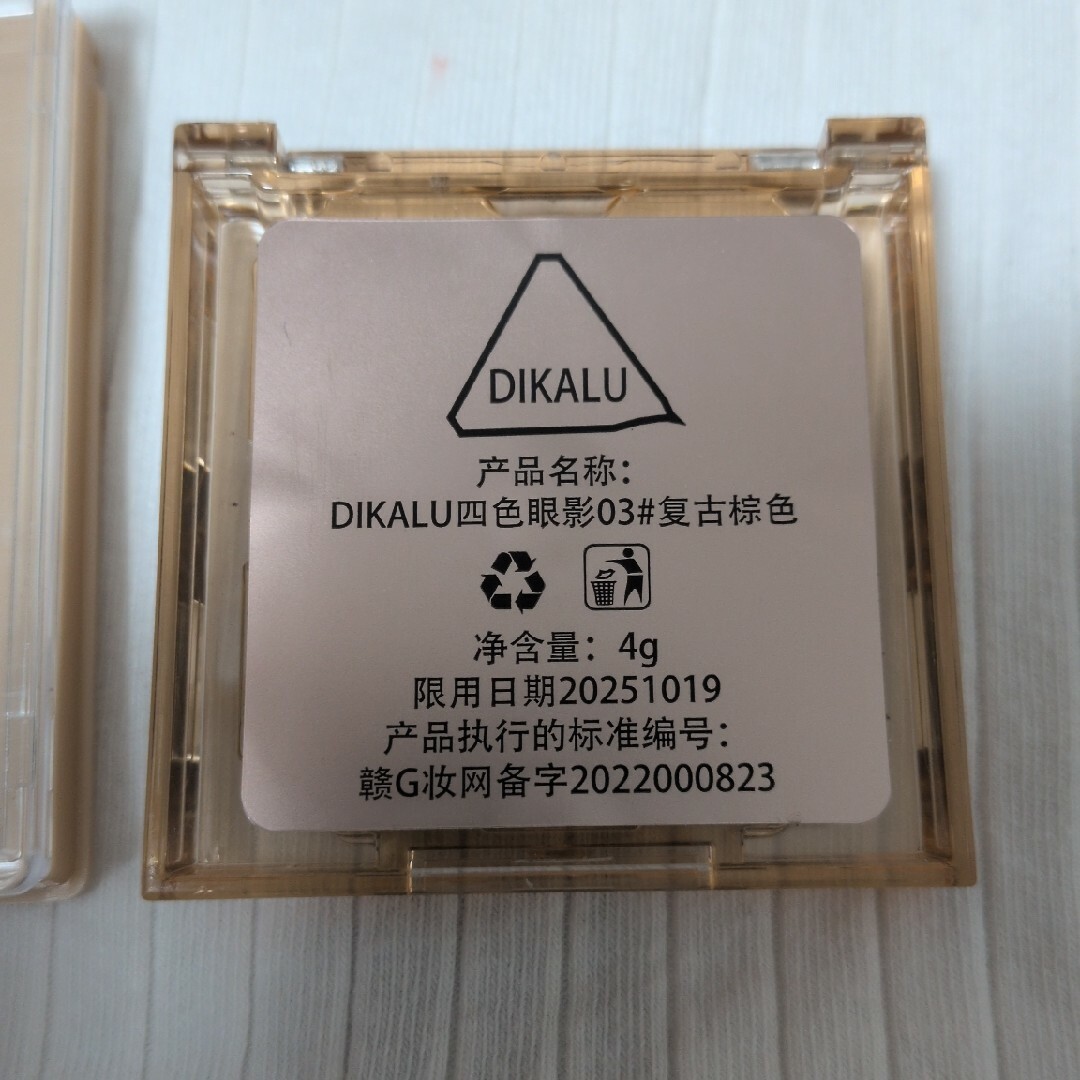 DIKALU
产品名称：
DIKALU四色眼影03#复古棕色
净含量：4g
限用日期20251019
产品执行的标准编号：
赣G妆网备字2022000823